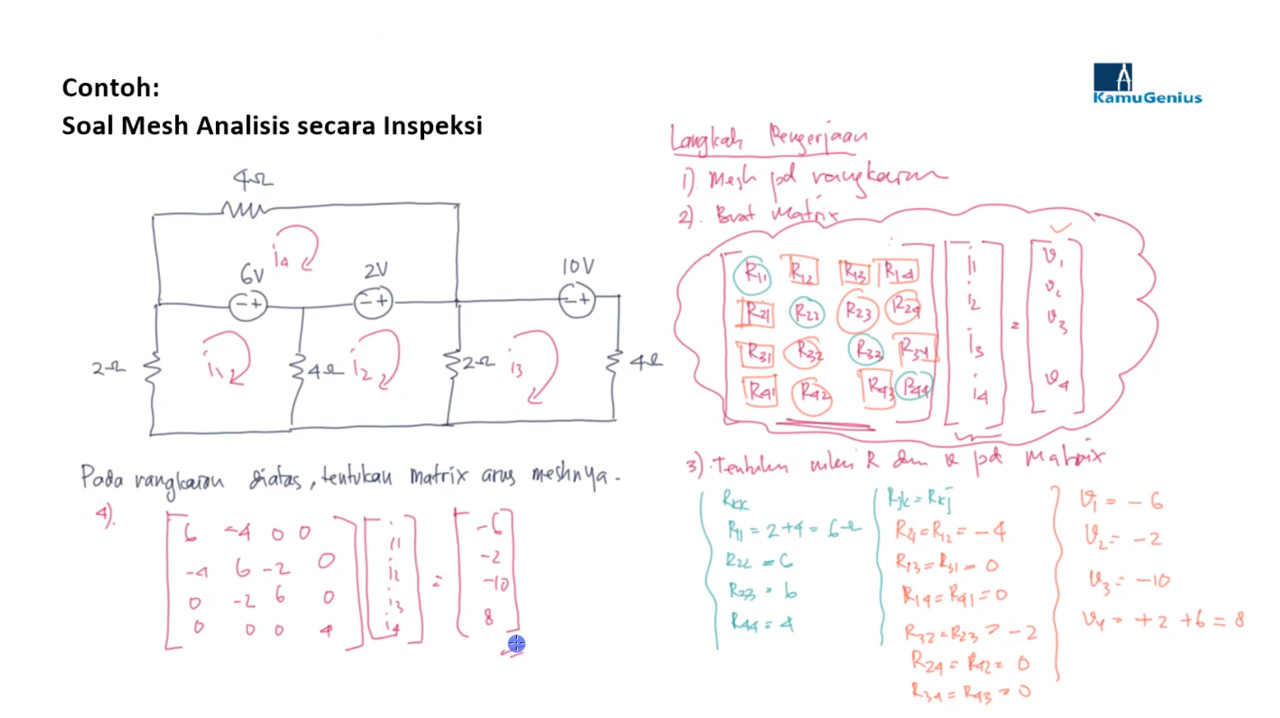 Contoh:
Soal Mesh Analisis secara Inspeksi
KamuGenius
4Ω
i4
6V
2V
10V
- +
- +
- +
2Ω
i1
4Ω
i2
2Ω
i3
4Ω
Pada rangkaian diatas, tentukan matrix arus meshnya.
4).
6 -4 0 0 i1 -6
-4 6 -2 0 i2 = -2
0 -2 6 0 i3 -10
0 0 0 4 i4 8
Langkah Pengerjaan
1). Mesh pd rangkaian
2). Buat Matrix
R11 R12 R13 R14 i1 v1
R21 R22 R23 R24 i2 v2
R31 R32 R33 R34 i3 = v3
R41 R42 R43 R44 i4 v4
3). Tentukan nilai R dan v pd Matrix
RKK
R11 = 2+4 = 6Ω
R22 = 6
R33 = 6
R44 = 4
Rjk = Rkj
R21 = R12 = -4
R13 = R31 = 0
R14 = R41 = 0
R32 = R23 = -2
R24 = R42 = 0
R34 = R43 = 0
v1 = -6
v2 = -2
v3 = -10
v4 = +2 +6 = 8